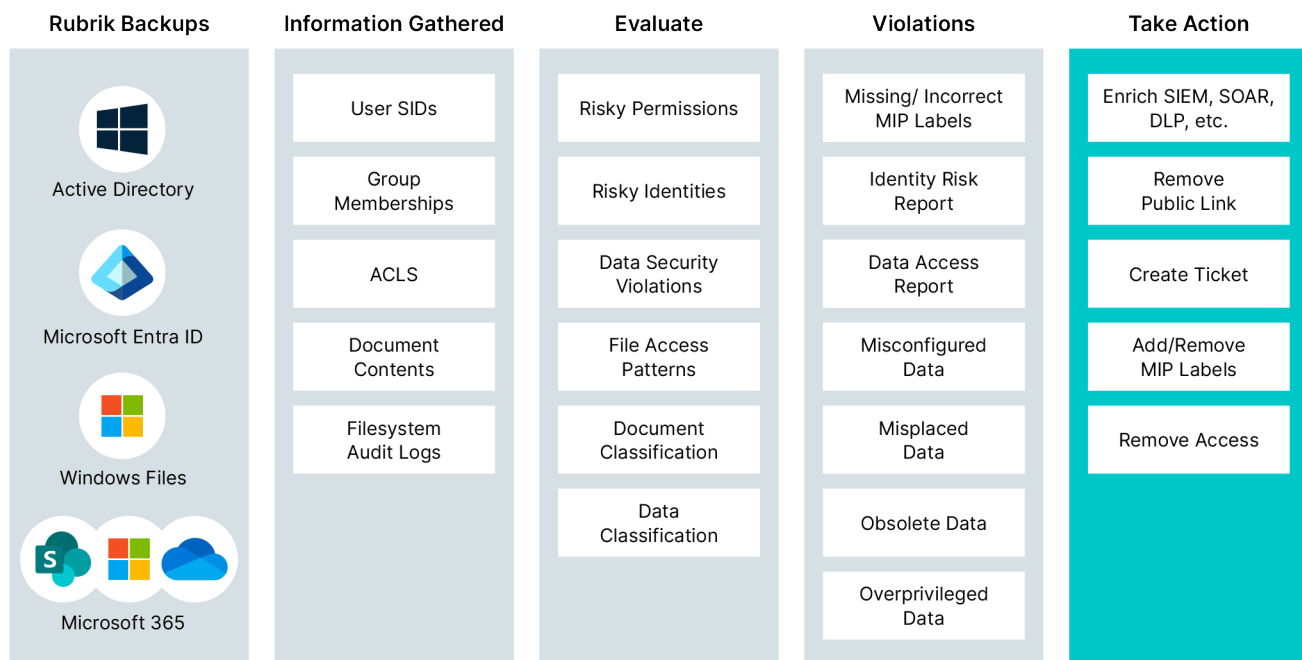 Rubrik Backups
Active Directory
Microsoft Entra ID
Windows Files
S
Microsoft 365
Information Gathered
User SIDs
Group
Memberships
ACLS
Document
Contents
Filesystem
Audit Logs
Evaluate
Risky Permissions
Risky Identities
Data Security
Violations
File Access
Patterns
Document
Classification
Data
Classification
Violations
Missing/ Incorrect
MIP Labels
Identity Risk
Report
Data Access
Report
Misconfigured
Data
Misplaced
Data
Obsolete Data
Overprivileged
Data
Take Action
Enrich SIEM, SOAR,
DLP, etc.
Remove
Public Link
Create Ticket
Add/Remove
MIP Labels
Remove Access